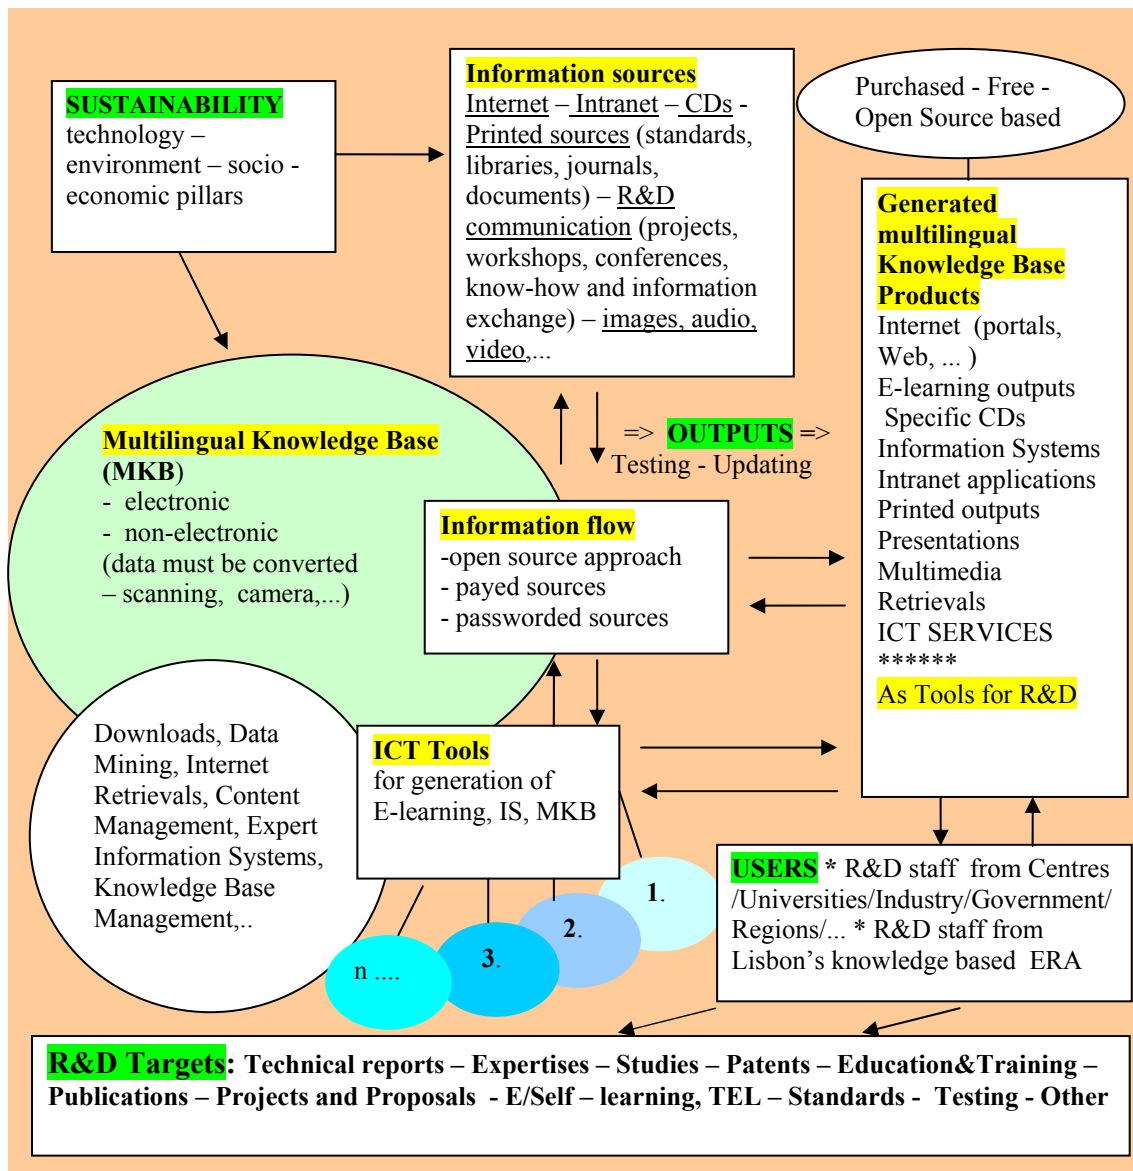 SUSTAINABILITY
technology –
environment – socio -
economic pillars
Information sources
Internet – Intranet – CDs -
Printed sources (standards,
libraries, journals,
documents) – R&D
communication (projects,
workshops, conferences,
know-how and information
exchange) – images, audio,
video,...
Purchased - Free -
Open Source based
Generated
multilingual
Knowledge Base
Products
Internet (portals,
Web, ... )
E-learning outputs
Specific CDs
Information Systems
Intranet applications
Printed outputs
Presentations
Multimedia
Retrievals
ICT SERVICES
******
As Tools for R&D
=> OUTPUTS =>
Testing - Updating
Multilingual Knowledge Base
(MKB)
- electronic
- non-electronic
(data must be converted
– scanning, camera,...)
Information flow
-open source approach
- payed sources
- passworded sources
Downloads, Data
Mining, Internet
Retrievals, Content
Management, Expert
Information Systems,
Knowledge Base
Management,..
ICT Tools
for generation of
E-learning, IS, MKB
1.
2.
3.
n ....
USERS * R&D staff from Centres
/Universities/Industry/Government/
Regions/... * R&D staff from
Lisbon's knowledge based ERA
R&D Targets: Technical reports – Expertises – Studies – Patents – Education&Training –
Publications – Projects and Proposals - E/Self – learning, TEL – Standards - Testing - Other